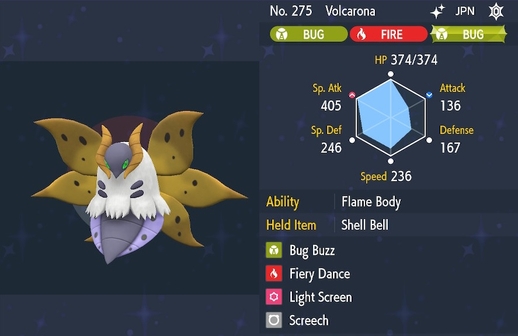 No. 275 Volcarona JPN
BUG FIRE BUG
HP 374/374
Sp. Atk Attack
405 136
Sp. Def Defense
246 167
Speed 236
Ability Flame Body
Held Item Shell Bell
Bug Buzz
Fiery Dance
Light Screen
Screech